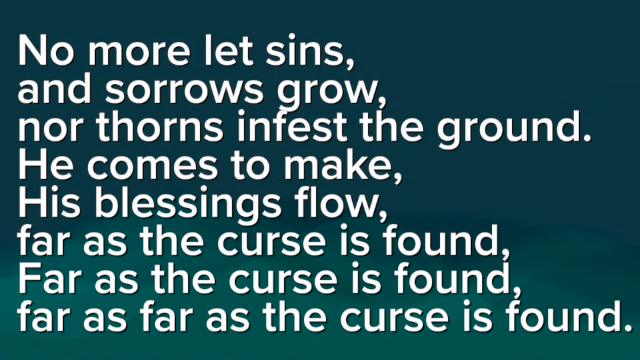 No more let sins,
and sorrows grow,
nor thorns infest the ground.
He comes to make,
His blessings flow,
far as the curse is found,
Far as the curse is found,
far as far as the curse is found.